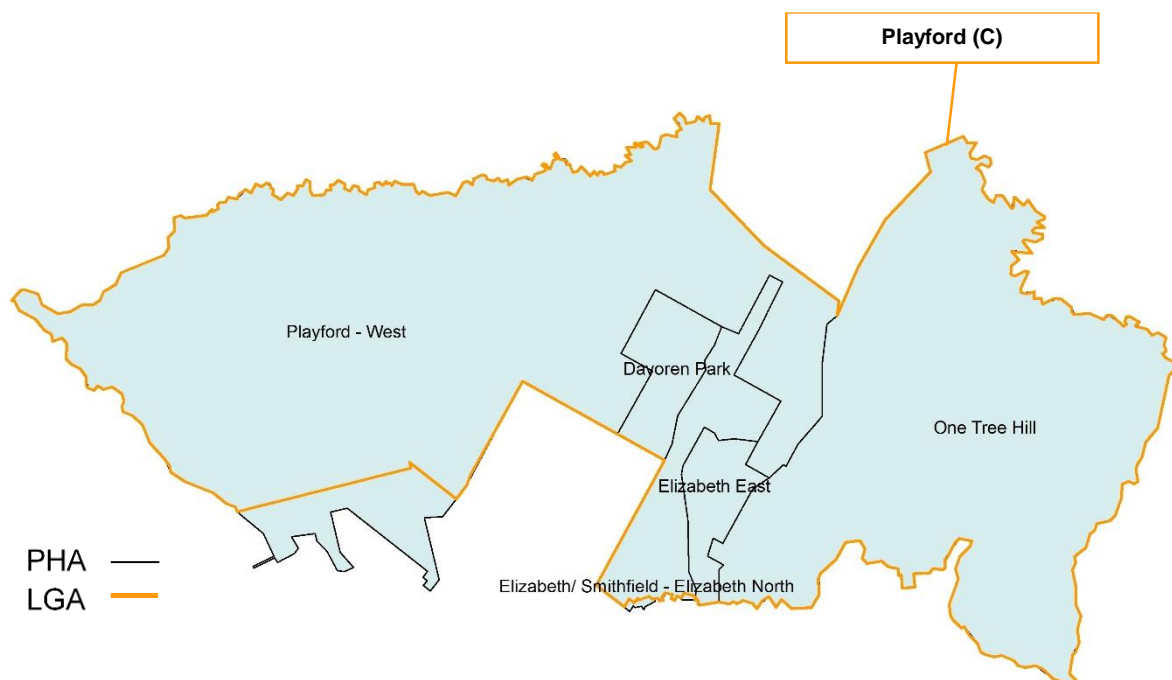 Playford (C)
Playford - West
Davoren Park
One Tree Hill
Elizabeth East
Elizabeth/ Smithfield - Elizabeth North
PHA
LGA